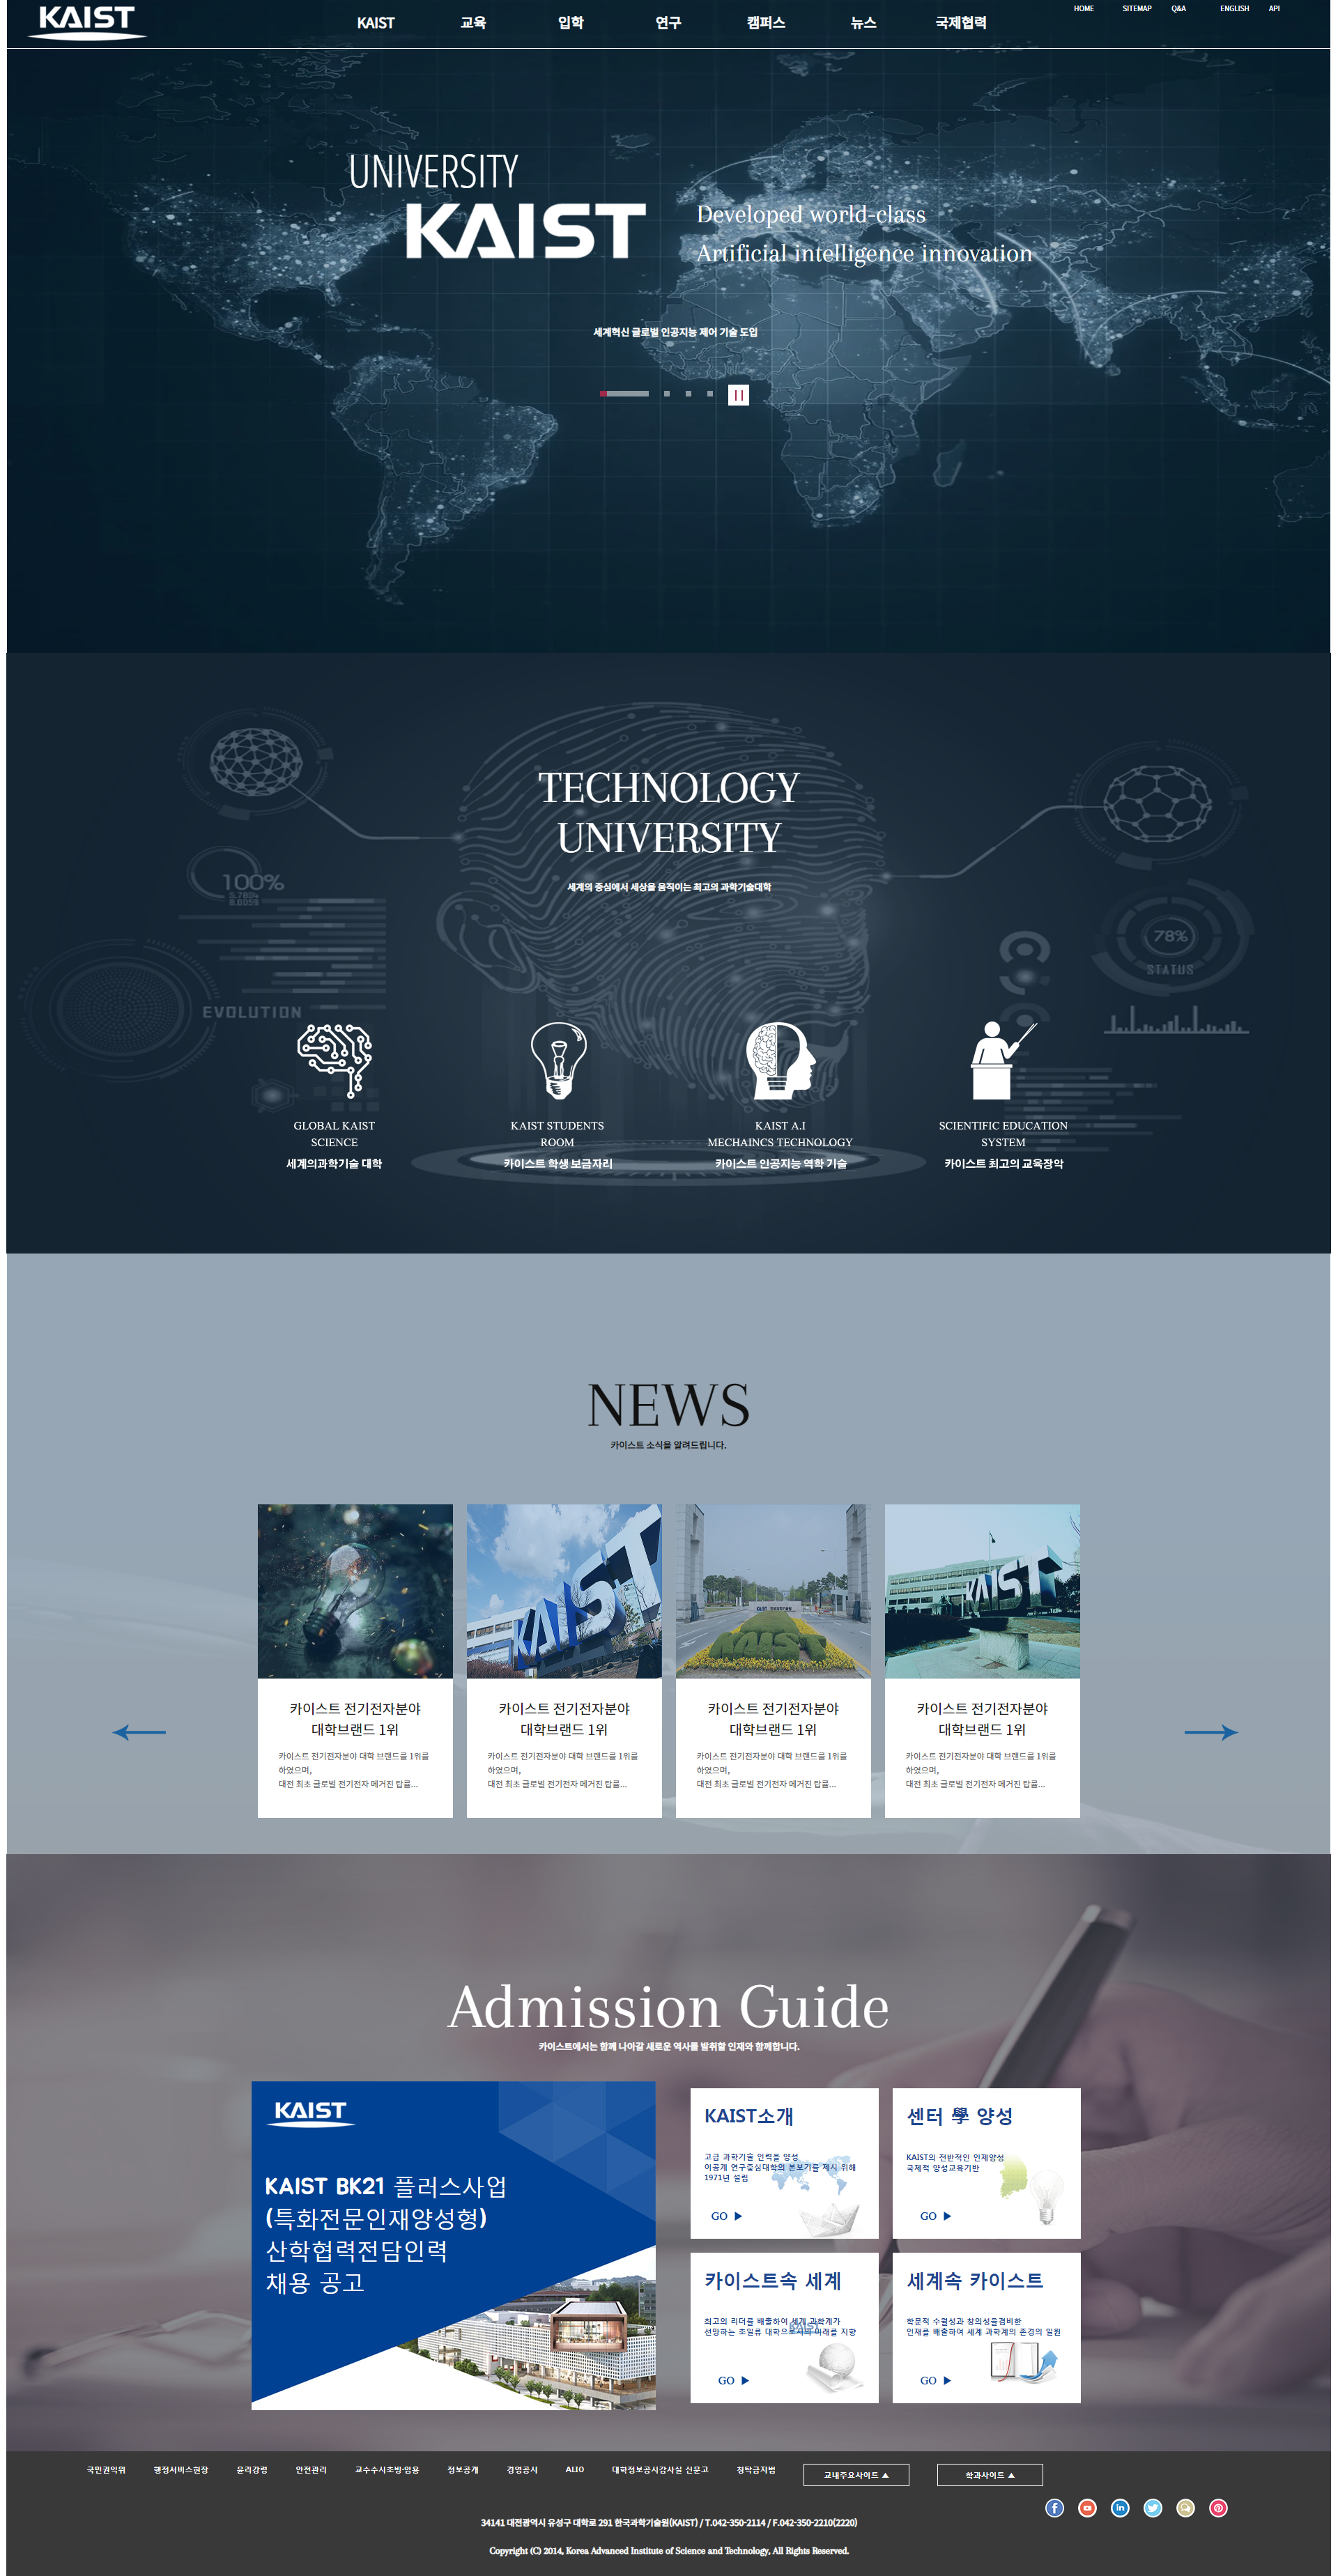 KAIST
KAIST 교육 입학 연구 캠퍼스 뉴스 국제협력
HOME SITEMAP Q&A ENGLISH API
UNIVERSITY
KAIST
Developed world-class
Artificial intelligence innovation
세계혁신 글로벌 인공지능 제어 기술 도입
TECHNOLOGY
UNIVERSITY
세계의 중심에서 세상을 움직이는 최고의 과학기술대학
100%
5.7804
8.0059
EVOLUTION
78%
STATUS
GLOBAL KAIST
SCIENCE
세계의과학기술 대학
KAIST STUDENTS
ROOM
카이스트 학생 보금자리
KAIST A.I
MECHAINCS TECHNOLOGY
카이스트 인공지능 역학 기술
SCIENTIFIC EDUCATION
SYSTEM
카이스트 최고의 교육장악
NEWS
카이스트 소식을 알려드립니다.
KAIST
KAIST
KAIST
KAIST
카이스트 전기전자분야
대학브랜드 1위
카이스트 전기전자분야 대학 브랜드를 1위를
하였으며,
대전 최초 글로벌 전기전자 메거진 탑률...
카이스트 전기전자분야
대학브랜드 1위
카이스트 전기전자분야 대학 브랜드를 1위를
하였으며,
대전 최초 글로벌 전기전자 메거진 탑률...
카이스트 전기전자분야
대학브랜드 1위
카이스트 전기전자분야 대학 브랜드를 1위를
하였으며,
대전 최초 글로벌 전기전자 메거진 탑률...
카이스트 전기전자분야
대학브랜드 1위
카이스트 전기전자분야 대학 브랜드를 1위를
하였으며,
대전 최초 글로벌 전기전자 메거진 탑률...
Admission Guide
카이스트에서는 함께 나아갈 새로운 역사를 발취할 인재와 함께합니다.
KAIST
KAIST BK21 플러스사업
(특화전문인재양성형)
산학협력전담인력
채용 공고
KAIST소개
고급 과학기술 인력을 양성
이공계 연구중심대학의 본보기를 제시 위해
1971년 설립
GO ▶
센터 學 양성
KAIST의 전반적인 인재양성
국제적 양성교육기반
GO ▶
카이스트속 세계
최고의 리더를 배출하여 세계 과학계가
선망하는 초일류 대학으로서의 미래를 지향
GO ▶
세계속 카이스트
학문적 수월성과 창의성을겸비한
인재를 배출하여 세계 과학계의 존경의 일원
GO ▶
국민권익위 행정서비스헌장 윤리강령 안전관리 교수수시초빙·임용 정보공개 경영공시 ALIO 대학정보공시감사실 신문고 청탁금지법 교내주요사이트 ▲ 학과사이트 ▲
34141 대전광역시 유성구 대학로 291 한국과학기술원(KAIST) / T.042-350-2114 / F.042-350-2210(2220)
Copyright (C) 2014, Korea Advanced Institute of Science and Technology, All Rights Reserved.